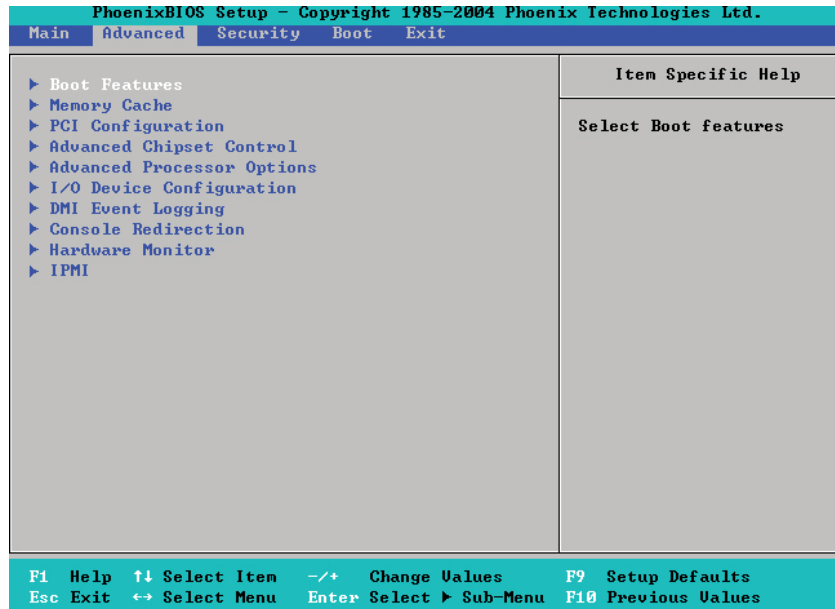 PhoenixBIOS Setup - Copyright 1985-2004 Phoenix Technologies Ltd.
Main Advanced Security Boot Exit
Item Specific Help
▶ Boot Features
▶ Memory Cache
▶ PCI Configuration
▶ Advanced Chipset Control
▶ Advanced Processor Options
▶ I/O Device Configuration
▶ DMI Event Logging
▶ Console Redirection
▶ Hardware Monitor
▶ IPMI
Select Boot features
F1 Help ↑↓ Select Item -/+ Change Values F9 Setup Defaults
Esc Exit ↔ Select Menu Enter Select ▶ Sub-Menu F10 Previous Values